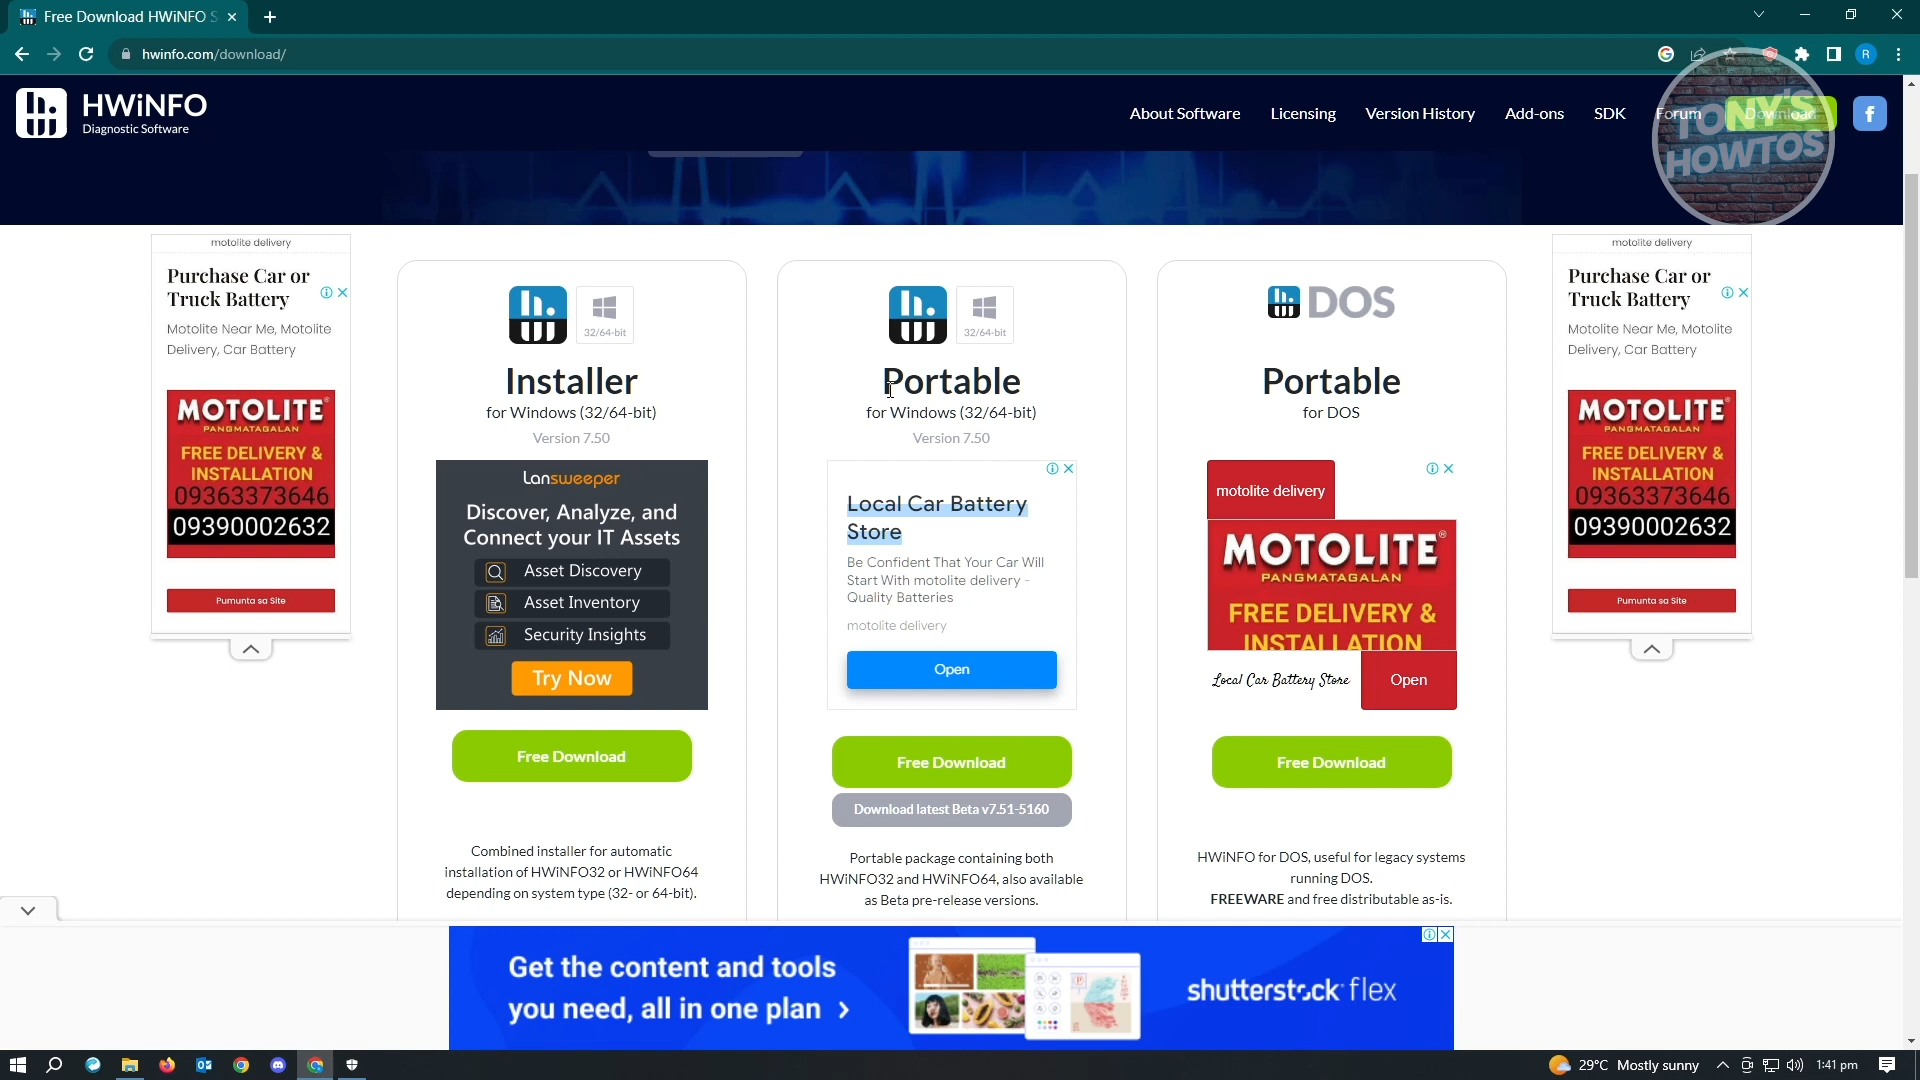 Free Download HWiNFO S
hwinfo.com/download/
R
HWiNFO
Diagnostic Software
About Software
Licensing
Version History
Add-ons
SDK
Forum
Download
TONY'S
HOWTOS
motolite delivery
Purchase Car or
Truck Battery
Motolite Near Me, Motolite
Delivery, Car Battery
MOTOLITE
PANGMATAGALAN
FREE DELIVERY &
INSTALLATION
09363373646
09390002632
Pumunta sa Site
32/64-bit
Installer
for Windows (32/64-bit)
Version 7.50
Lansweeper
Discover, Analyze, and
Connect your IT Assets
Asset Discovery
Asset Inventory
Security Insights
Try Now
Free Download
Combined installer for automatic
installation of HWiNFO32 or HWiNFO64
depending on system type (32- or 64-bit).
32/64-bit
Portable
for Windows (32/64-bit)
Version 7.50
Local Car Battery
Store
Be Confident That Your Car Will
Start With motolite delivery -
Quality Batteries
motolite delivery
Open
Free Download
Download latest Beta v7.51-5160
Portable package containing both
HWiNFO32 and HWiNFO64, also available
as Beta pre-release versions.
DOS
Portable
for DOS
motolite delivery
MOTOLITE®
PANGMATAGALAN
FREE DELIVERY &
INSTALLATION
Local Car Battery Store
Open
Free Download
HWiNFO for DOS, useful for legacy systems
running DOS.
FREEWARE and free distributable as-is.
motolite delivery
Purchase Car or
Truck Battery
Motolite Near Me, Motolite
Delivery, Car Battery
MOTOLITE
PANGMATAGALAN
FREE DELIVERY &
INSTALLATION
09363373646
09390002632
Pumunta sa Site
Get the content and tools
you need, all in one plan >
shutterstock flex
29°C Mostly sunny
1:41 pm